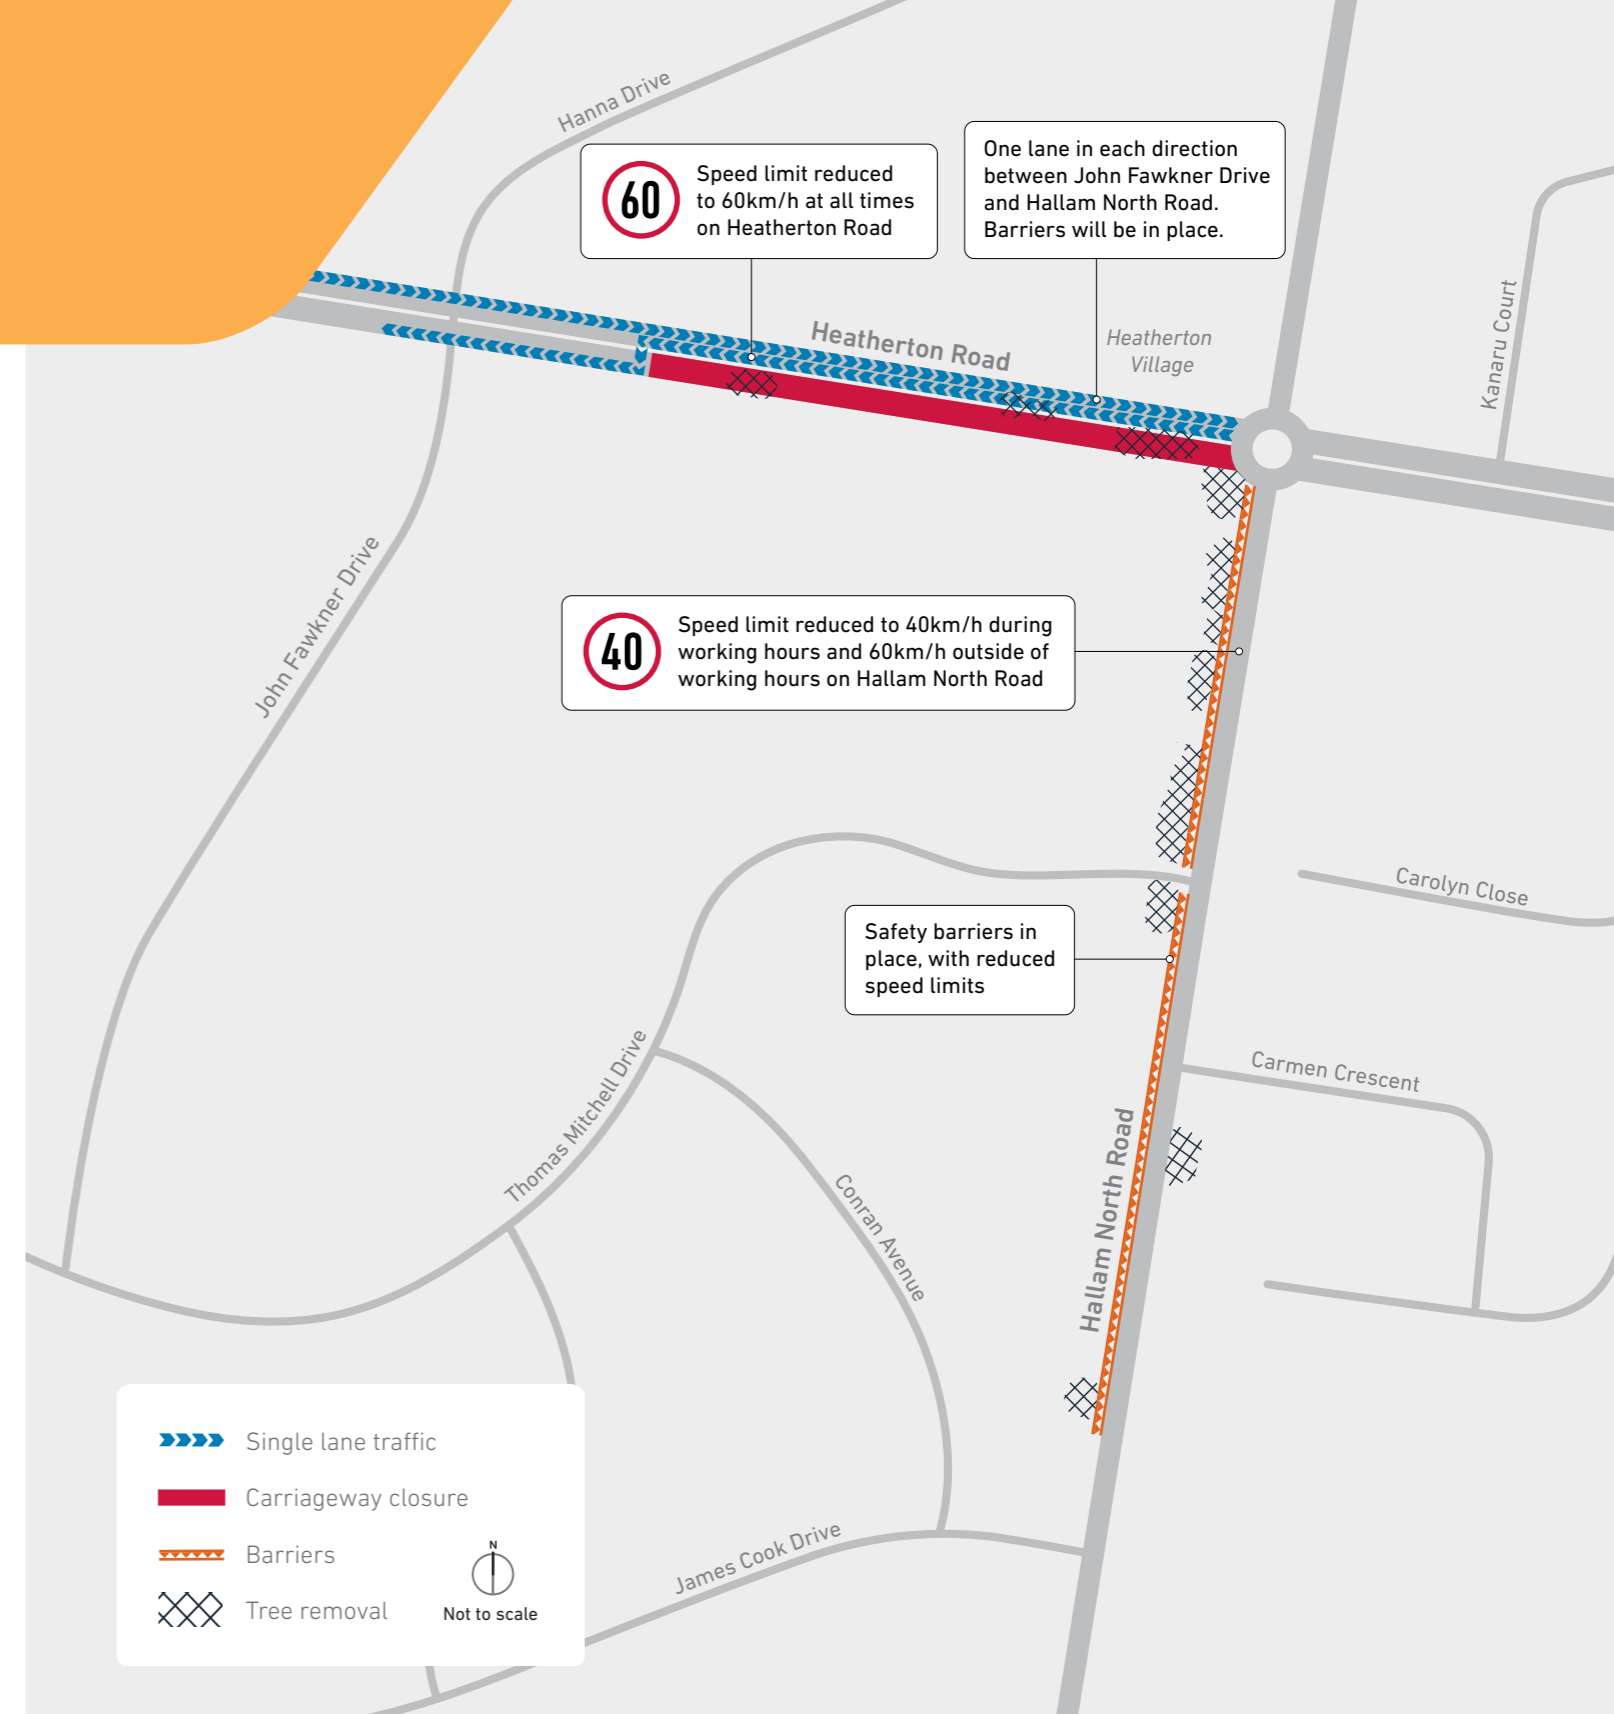 Hanna Drive
60
Speed limit reduced
to 60km/h at all times
on Heatherton Road
One lane in each direction
between John Fawkner Drive
and Hallam North Road.
Barriers will be in place.
Heatherton Road
Heatherton
Village
Kanaru Court
John Fawkner Drive
40
Speed limit reduced to 40km/h during
working hours and 60km/h outside of
working hours on Hallam North Road
Carolyn Close
Safety barriers in
place, with reduced
speed limits
Thomas Mitchell Drive
Carmen Crescent
Conran Avenue
Hallam North Road
James Cook Drive
Single lane traffic
Carriageway closure
Barriers
Tree removal
N
Not to scale